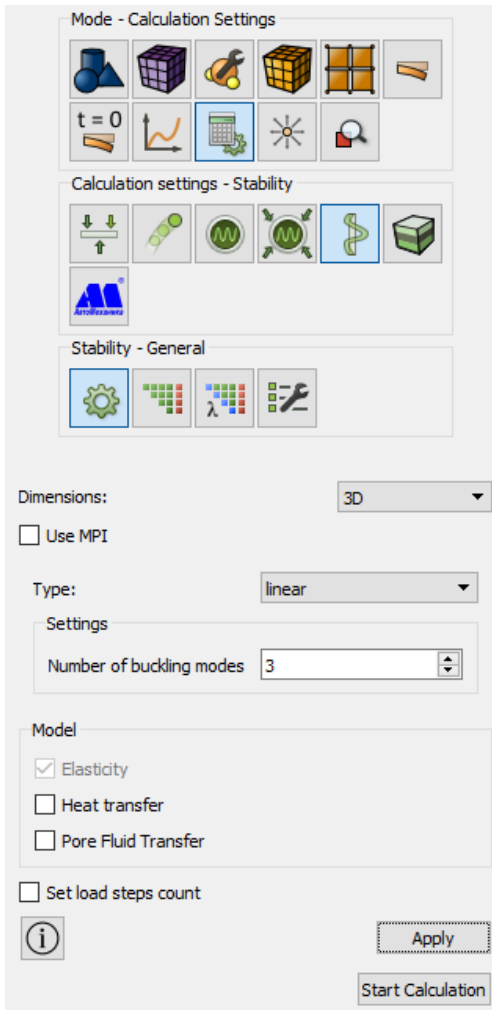 Mode - Calculation Settings
t = 0
Calculation settings - Stability
АвтоМеханика
Stability - General
λ
Dimensions: 3D
Use MPI
Type: linear
Settings
Number of buckling modes 3
Model
Elasticity
Heat transfer
Pore Fluid Transfer
Set load steps count
Apply
Start Calculation